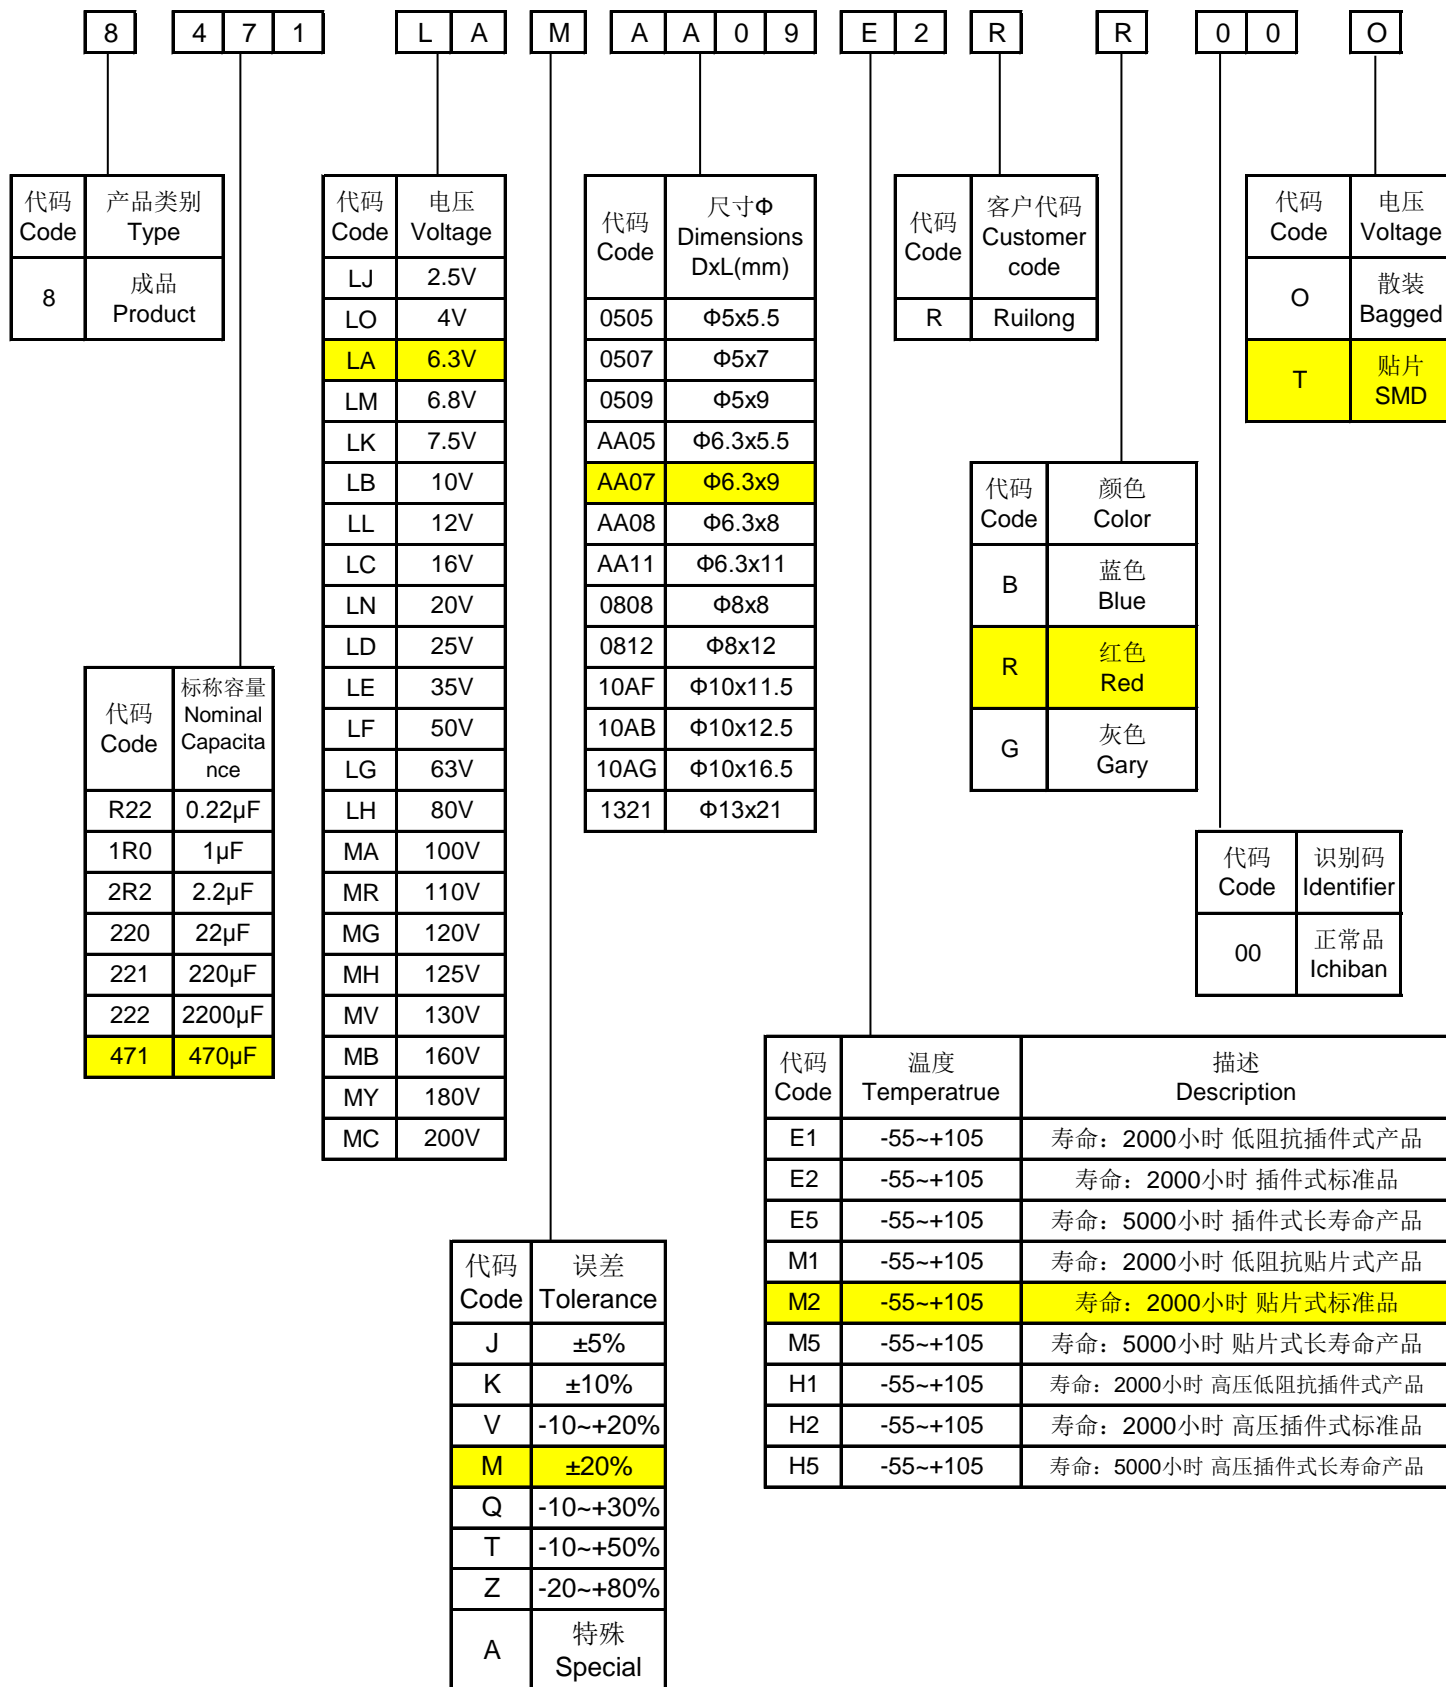 8 4 7 1 L A M A A 0 9 E 2 R R 0 0 O
代码 产品类别
Code Type
8 成品
Product
代码 标称容量
Code Nominal
Capacita
nce
R22 0.22μF
1R0 1μF
2R2 2.2μF
220 22μF
221 220μF
222 2200μF
471 470μF
代码 电压
Code Voltage
LJ 2.5V
LO 4V
LA 6.3V
LM 6.8V
LK 7.5V
LB 10V
LL 12V
LC 16V
LN 20V
LD 25V
LE 35V
LF 50V
LG 63V
LH 80V
MA 100V
MR 110V
MG 120V
MH 125V
MV 130V
MB 160V
MY 180V
MC 200V
代码 误差
Code Tolerance
J ±5%
K ±10%
V -10~+20%
M ±20%
Q -10~+30%
T -10~+50%
Z -20~+80%
A 特殊
Special
代码 尺寸Φ
Code Dimensions
DxL(mm)
0505 Φ5x5.5
0507 Φ5x7
0509 Φ5x9
AA05 Φ6.3x5.5
AA07 Φ6.3x9
AA08 Φ6.3x8
AA11 Φ6.3x11
0808 Φ8x8
0812 Φ8x12
10AF Φ10x11.5
10AB Φ10x12.5
10AG Φ10x16.5
1321 Φ13x21
代码 温度 描述
Code Temperatrue Description
E1 -55~+105 寿命：2000小时 低阻抗插件式产品
E2 -55~+105 寿命：2000小时 插件式标准品
E5 -55~+105 寿命：5000小时 插件式长寿命产品
M1 -55~+105 寿命：2000小时 低阻抗贴片式产品
M2 -55~+105 寿命：2000小时 贴片式标准品
M5 -55~+105 寿命：5000小时 贴片式长寿命产品
H1 -55~+105 寿命：2000小时 高压低阻抗插件式产品
H2 -55~+105 寿命：2000小时 高压插件式标准品
H5 -55~+105 寿命：5000小时 高压插件式长寿命产品
代码 客户代码
Code Customer
code
R Ruilong
代码 颜色
Code Color
B 蓝色
Blue
R 红色
Red
G 灰色
Gary
代码 识别码
Code Identifier
00 正常品
Ichiban
代码 电压
Code Voltage
O 散装
Bagged
T 贴片
SMD